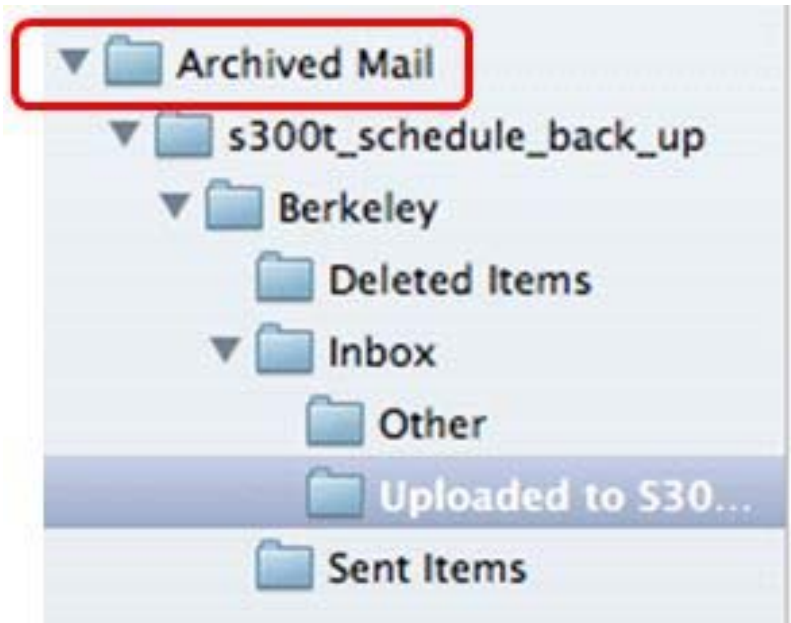 Archived Mail
s300t_schedule_back_up
Berkeley
Deleted Items
Inbox
Other
Uploaded to S30...
Sent Items